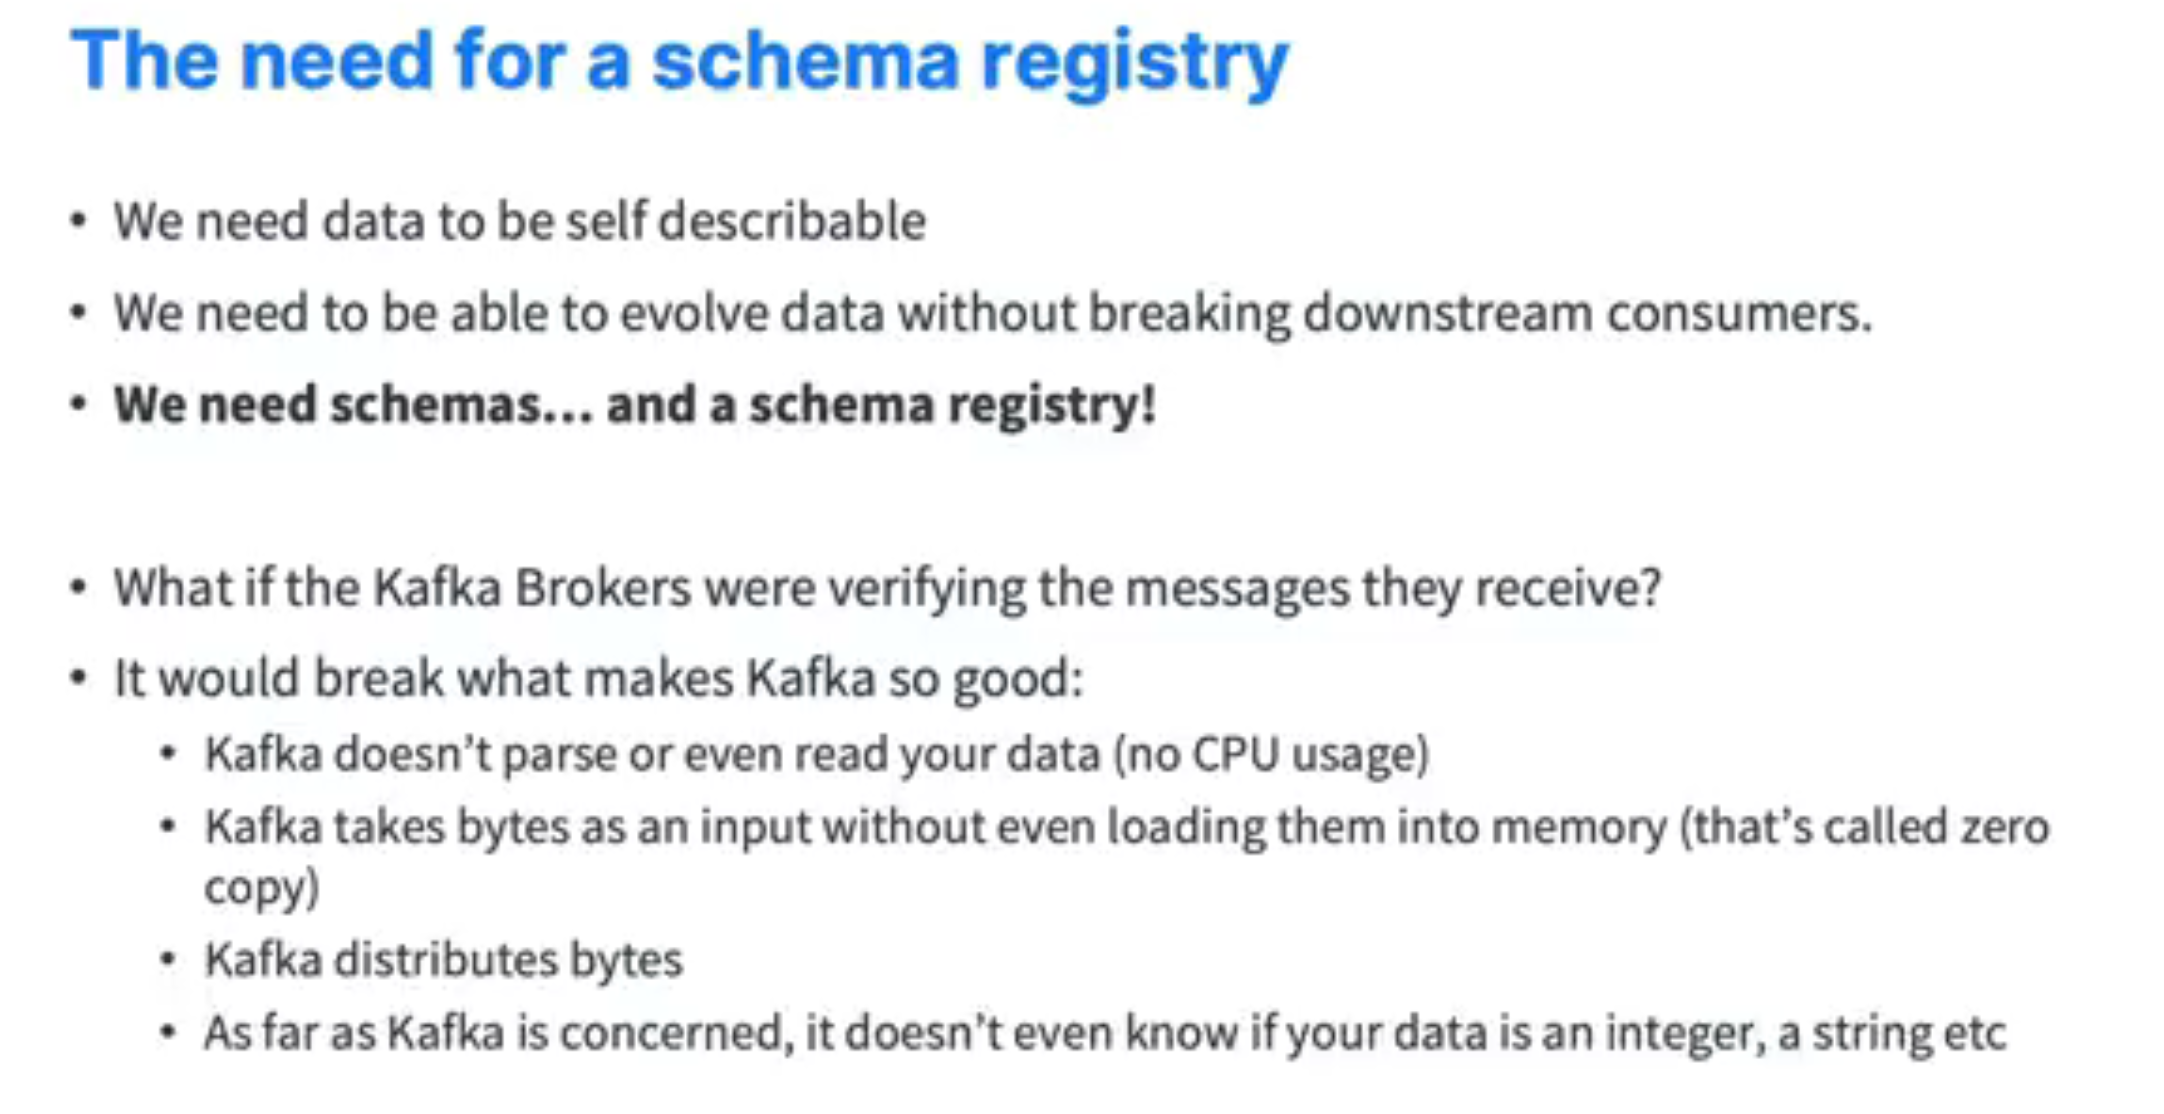 The need for a schema registry
• We need data to be self describable
• We need to be able to evolve data without breaking downstream consumers.
• We need schemas... and a schema registry!
• What if the Kafka Brokers were verifying the messages they receive?
• It would break what makes Kafka so good:
• Kafka doesn't parse or even read your data (no CPU usage)
• Kafka takes bytes as an input without even loading them into memory (that's called zero
copy)
• Kafka distributes bytes
• As far as Kafka is concerned, it doesn't even know if your data is an integer, a string etc